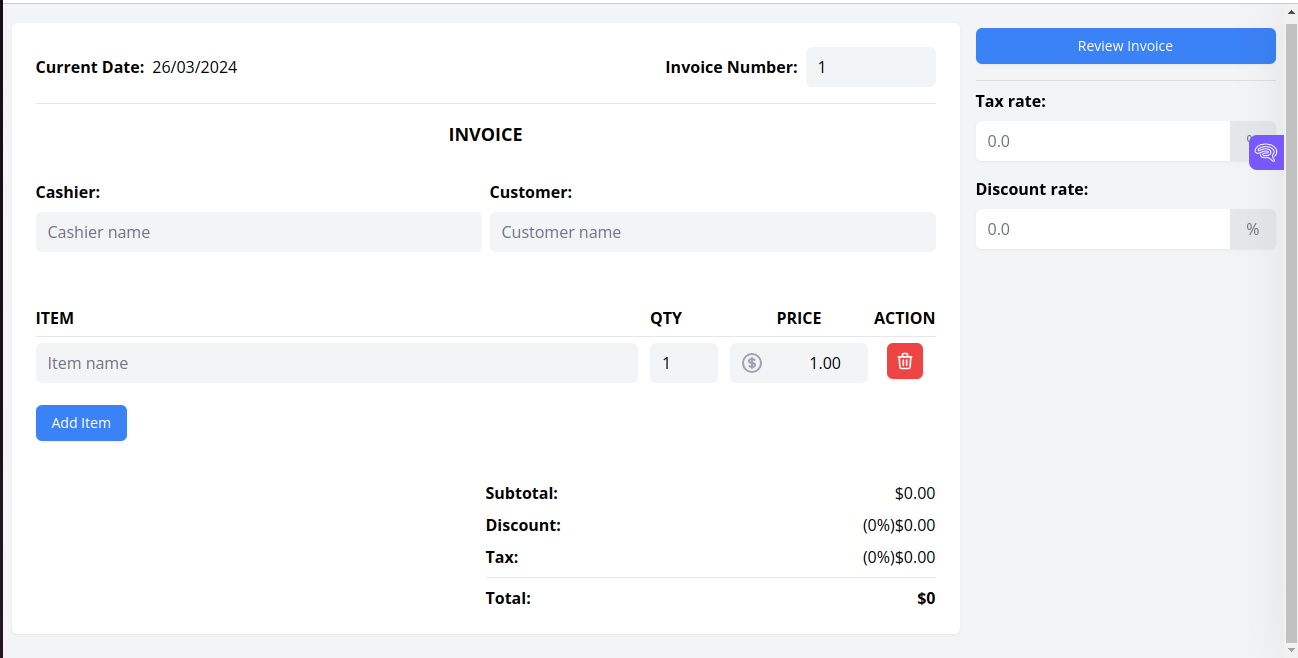 Current Date: 26/03/2024
Invoice Number: 1
Review Invoice
INVOICE
Tax rate:
0.0
Cashier:
Customer:
Discount rate:
Cashier name
Customer name
0.0 %
ITEM QTY PRICE ACTION
Item name 1 $ 1.00
Add Item
Subtotal: $0.00
Discount: (0%)$0.00
Tax: (0%)$0.00
Total: $0